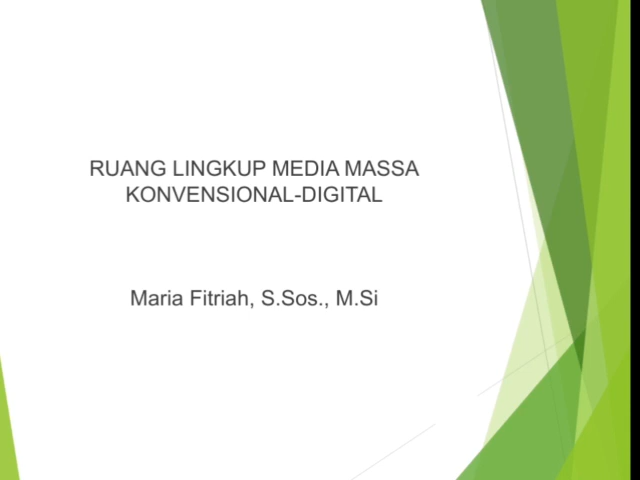 RUANG LINGKUP MEDIA MASSA
KONVENSIONAL-DIGITAL
Maria Fitriah, S.Sos., M.Si